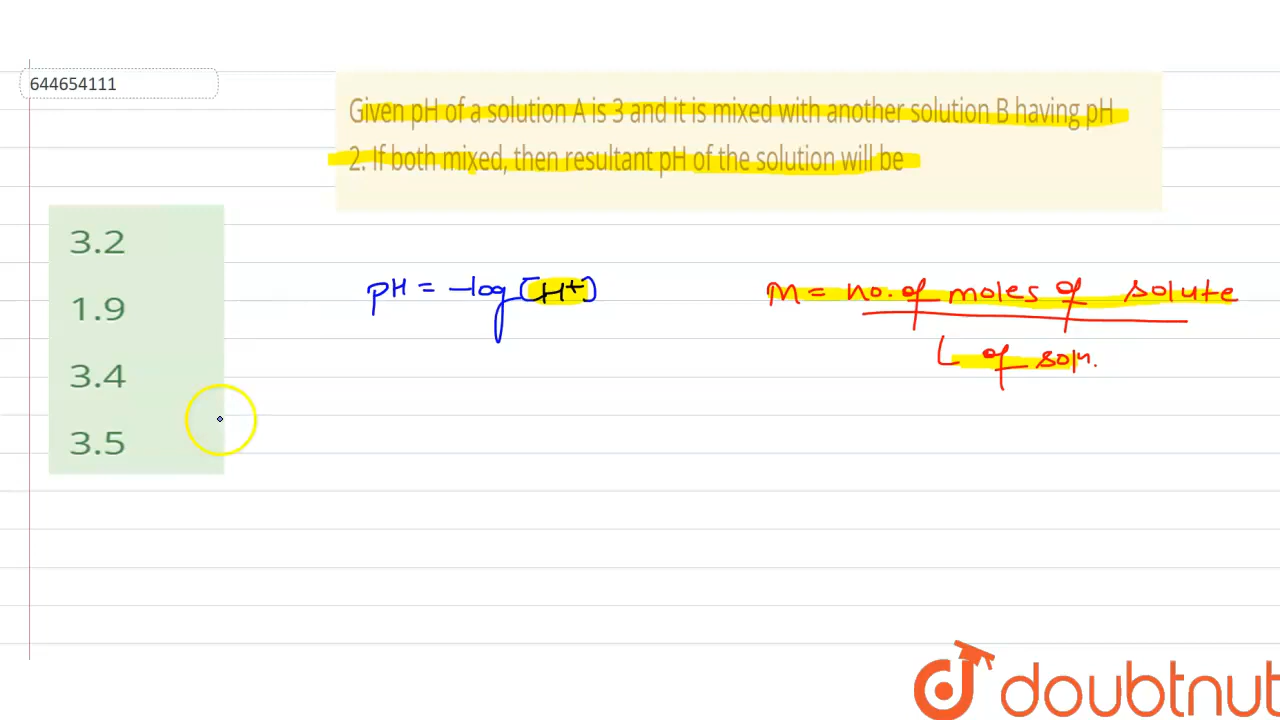 644654111
Given pH of a solution A is 3 and it is mixed with another solution B having pH
2. If both mixed, then resultant pH of the solution will be
3.2
1.9
3.4
3.5
pH = -log [H+]
M = no. of moles of solute
L of soln.
doubtnut